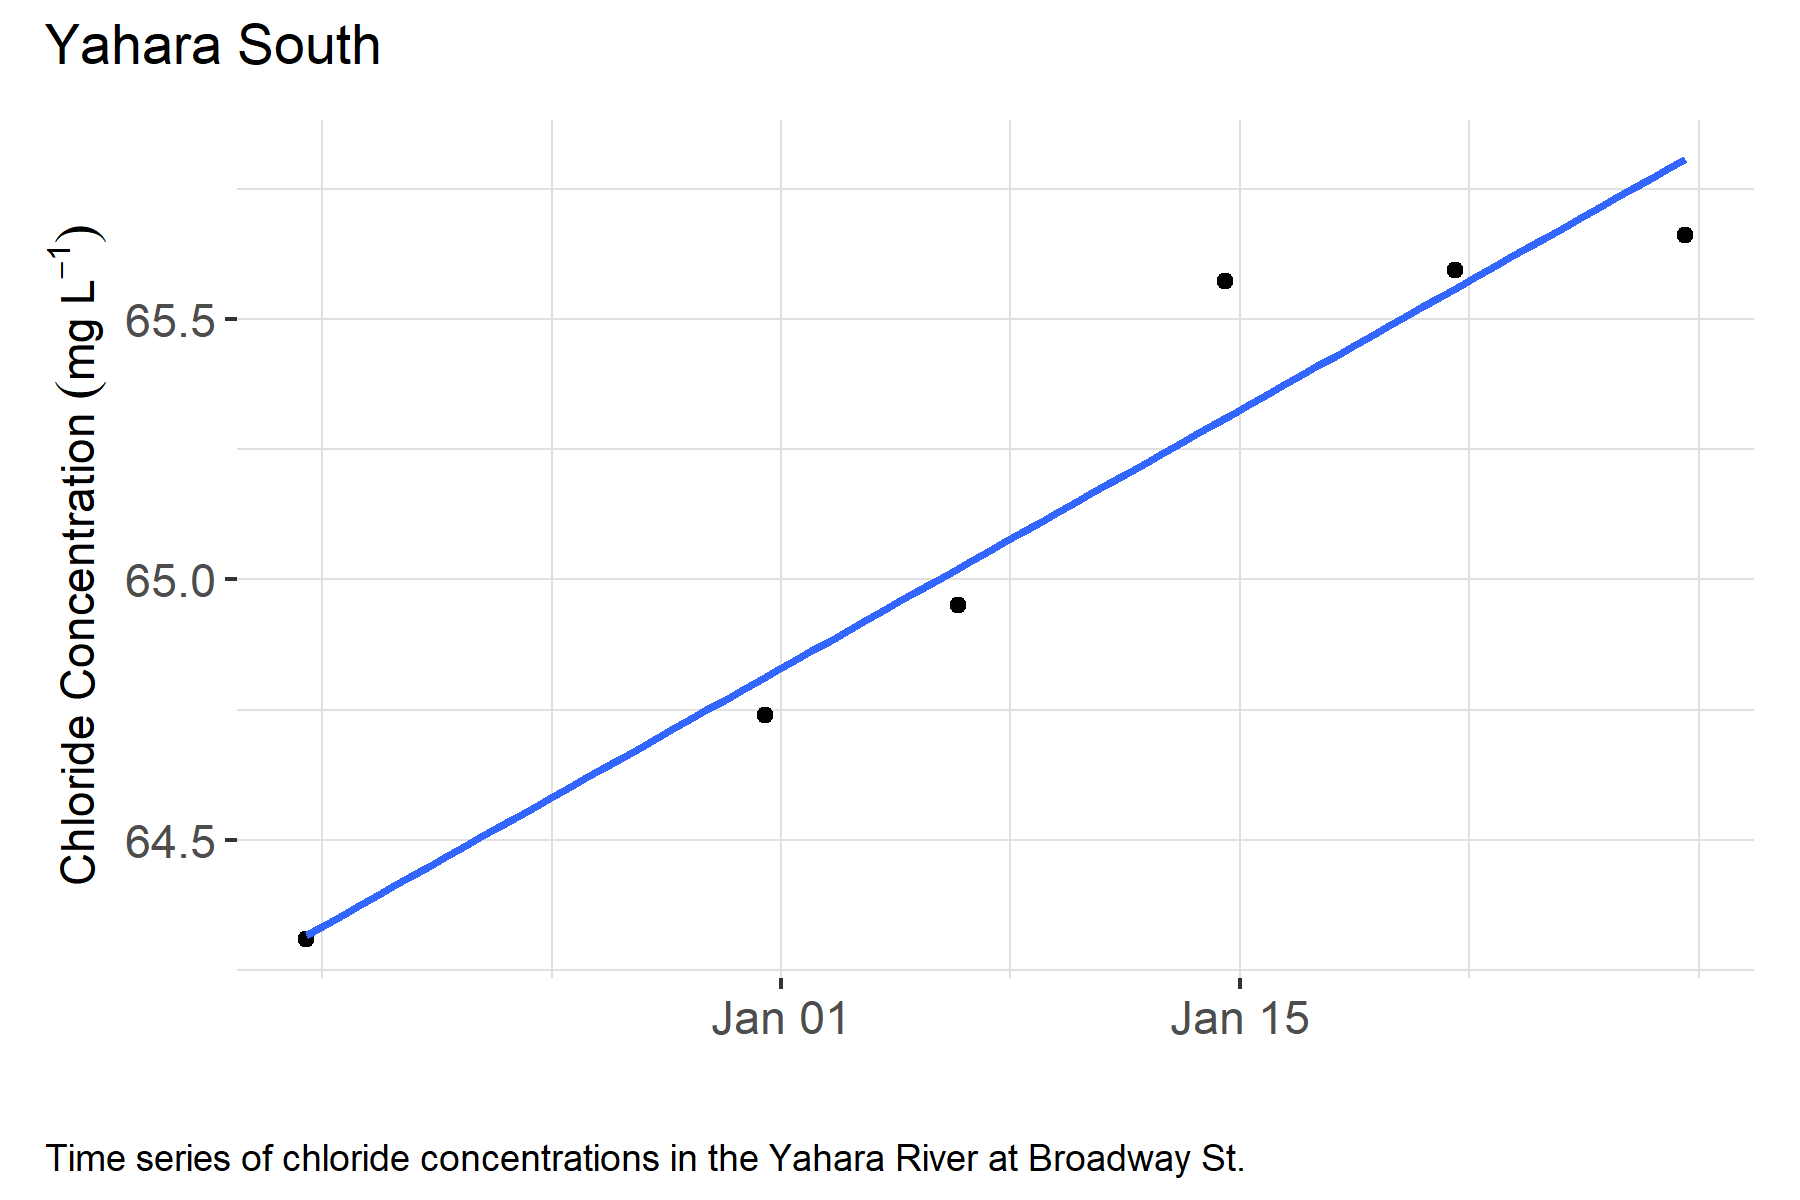 Yahara South
Chloride Concentration (mg L⁻¹)
65.5
65.0
64.5
Jan 01
Jan 15
Time series of chloride concentrations in the Yahara River at Broadway St.